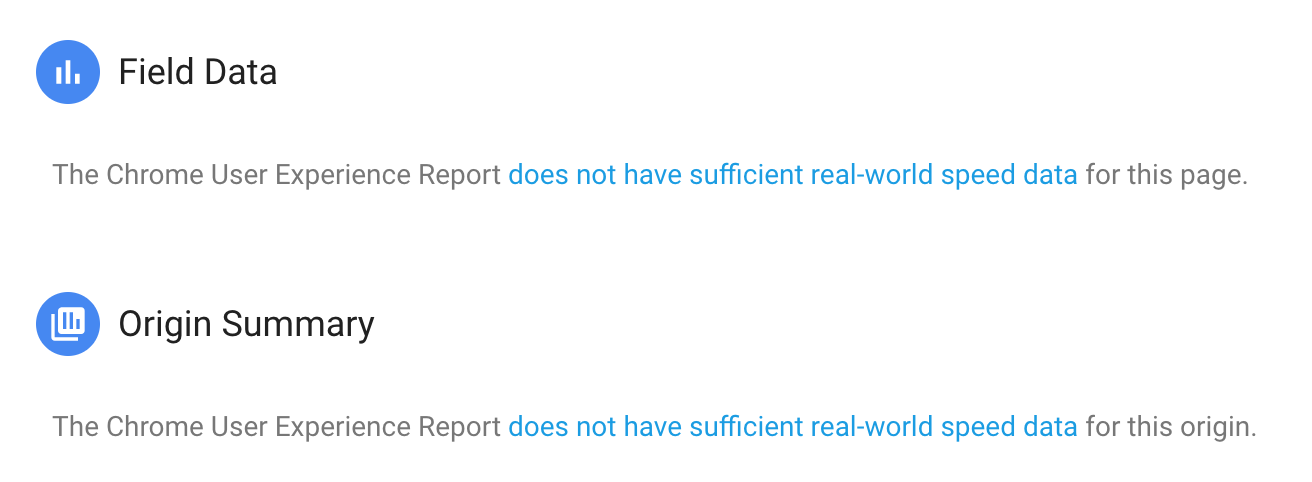 Field Data
The Chrome User Experience Report does not have sufficient real-world speed data for this page.
Origin Summary
The Chrome User Experience Report does not have sufficient real-world speed data for this origin.